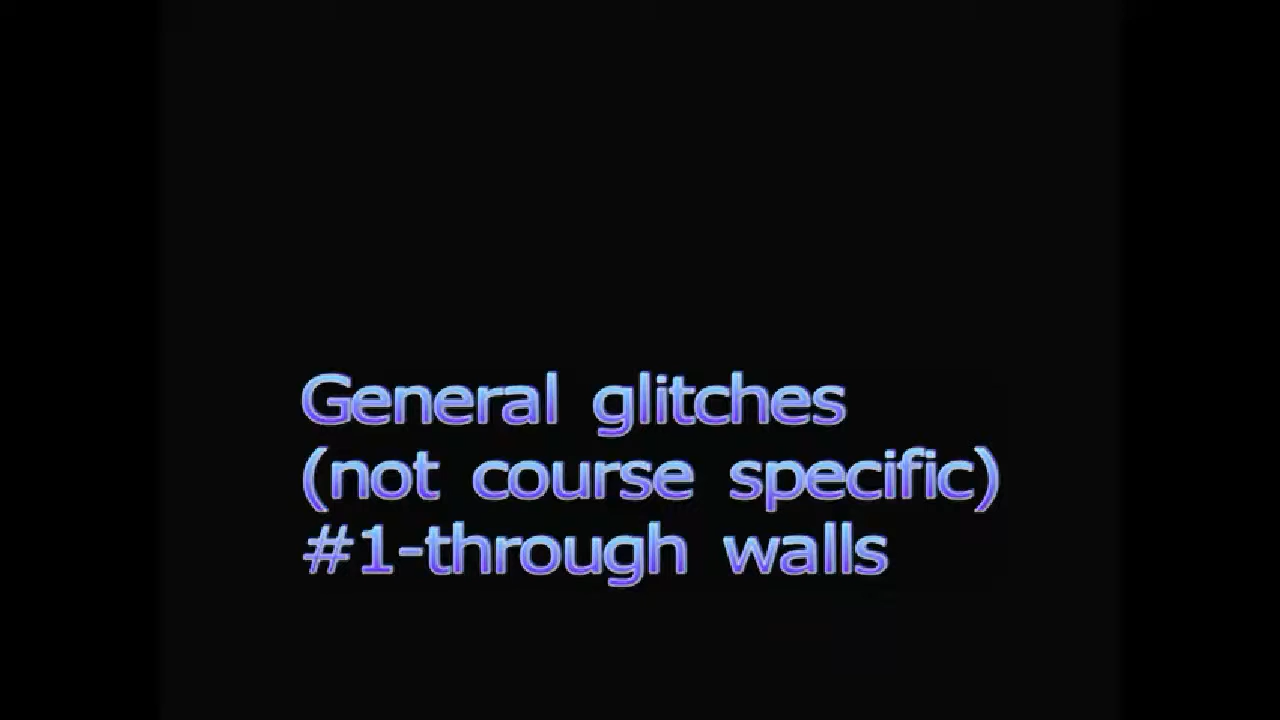 General glitches
(not course specific)
#1-through walls